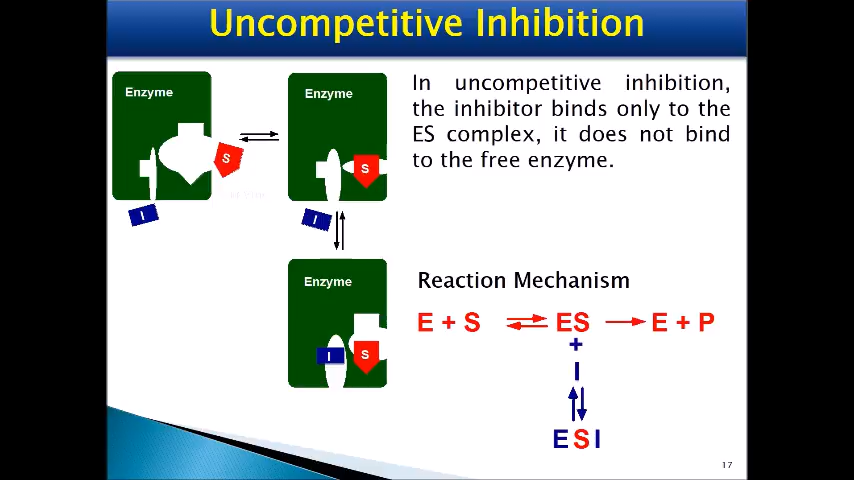 Uncompetitive Inhibition
Enzyme
S
I
Enzyme
S
I
In uncompetitive inhibition,
the inhibitor binds only to the
ES complex, it does not bind
to the free enzyme.
Enzyme
I S
Reaction Mechanism
E + S ES E + P
+
I
E S I
17